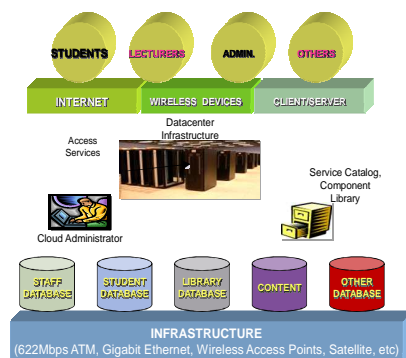 STUDENTS
LECTURERS
ADMIN.
OTHERS
INTERNET
WIRELESS DEVICES
CLIENT/SERVER
Datacenter
Infrastructure
Access
Services
Service Catalog,
Component
Library
Cloud Administrator
STAFF
DATABASE
STUDENT
DATABASE
LIBRARY
DATABASE
CONTENT
OTHER
DATABASE
INFRASTRUCTURE
(622Mbps ATM, Gigabit Ethernet, Wireless Access Points, Satellite, etc)